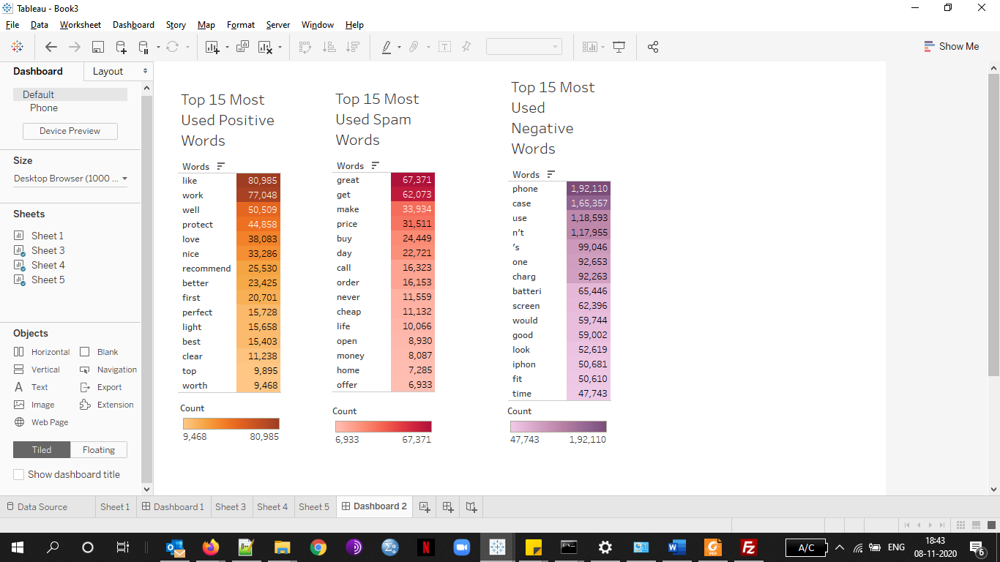 Tableau - Book3
File Data Worksheet Dashboard Story Map Format Server Window Help
Show Me
Dashboard Layout
Default
Phone
Device Preview
Size
Desktop Browser (1000 ...
Sheets
Sheet 1
Sheet 3
Sheet 4
Sheet 5
Objects
Horizontal Blank
Vertical Navigation
Text Export
Image Extension
Web Page
Tiled Floating
Show dashboard title
Top 15 Most
Used Positive
Words
Words
like 80,985
work 77,048
well 50,509
protect 44,858
love 38,083
nice 33,286
recommend 25,530
better 23,425
first 20,701
perfect 15,728
light 15,658
best 15,403
clear 11,238
top 9,895
worth 9,468
Count
9,468 80,985
Top 15 Most
Used Spam
Words
Words
great 67,371
get 62,073
make 33,934
price 31,511
buy 24,449
day 22,721
call 16,323
order 16,153
never 11,559
cheap 11,132
life 10,066
open 8,930
money 8,087
home 7,285
offer 6,933
Count
6,933 67,371
Top 15 Most
Used
Negative
Words
Words
phone 1,92,110
case 1,65,357
use 1,18,593
n't 1,17,955
's 99,046
one 92,653
charg 92,263
batteri 65,446
screen 62,396
would 59,744
good 59,002
look 52,619
iphon 50,681
fit 50,610
time 47,743
Count
47,743 1,92,110
Data Source Sheet 1 Dashboard 1 Sheet 3 Sheet 4 Sheet 5 Dashboard 2
A/C ENG 18:43
08-11-2020 6